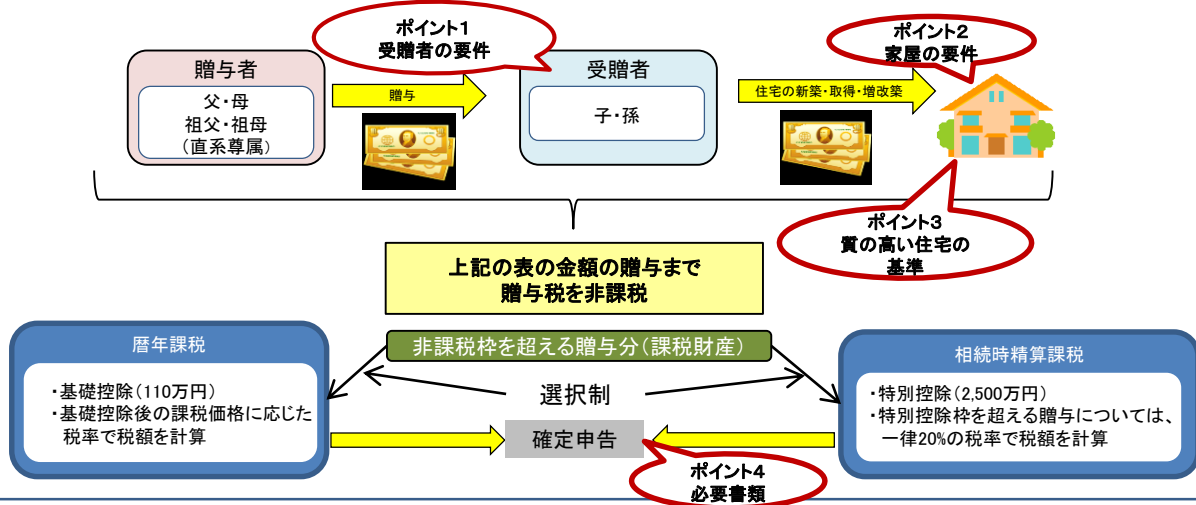 ポイント1
受贈者の要件
ポイント2
家屋の要件
贈与者
父・母
祖父・祖母
(直系尊属)
贈与
受贈者
子・孫
住宅の新築・取得・増改築
ポイント3
質の高い住宅の
基準
上記の表の金額の贈与まで
贈与税を非課税
非課税枠を超える贈与分(課税財産)
選択制
暦年課税
・基礎控除(110万円)
・基礎控除後の課税価格に応じた
税率で税額を計算
相続時精算課税
・特別控除(2,500万円)
・特別控除枠を超える贈与については、
一律20%の税率で税額を計算
確定申告
ポイント4
必要書類